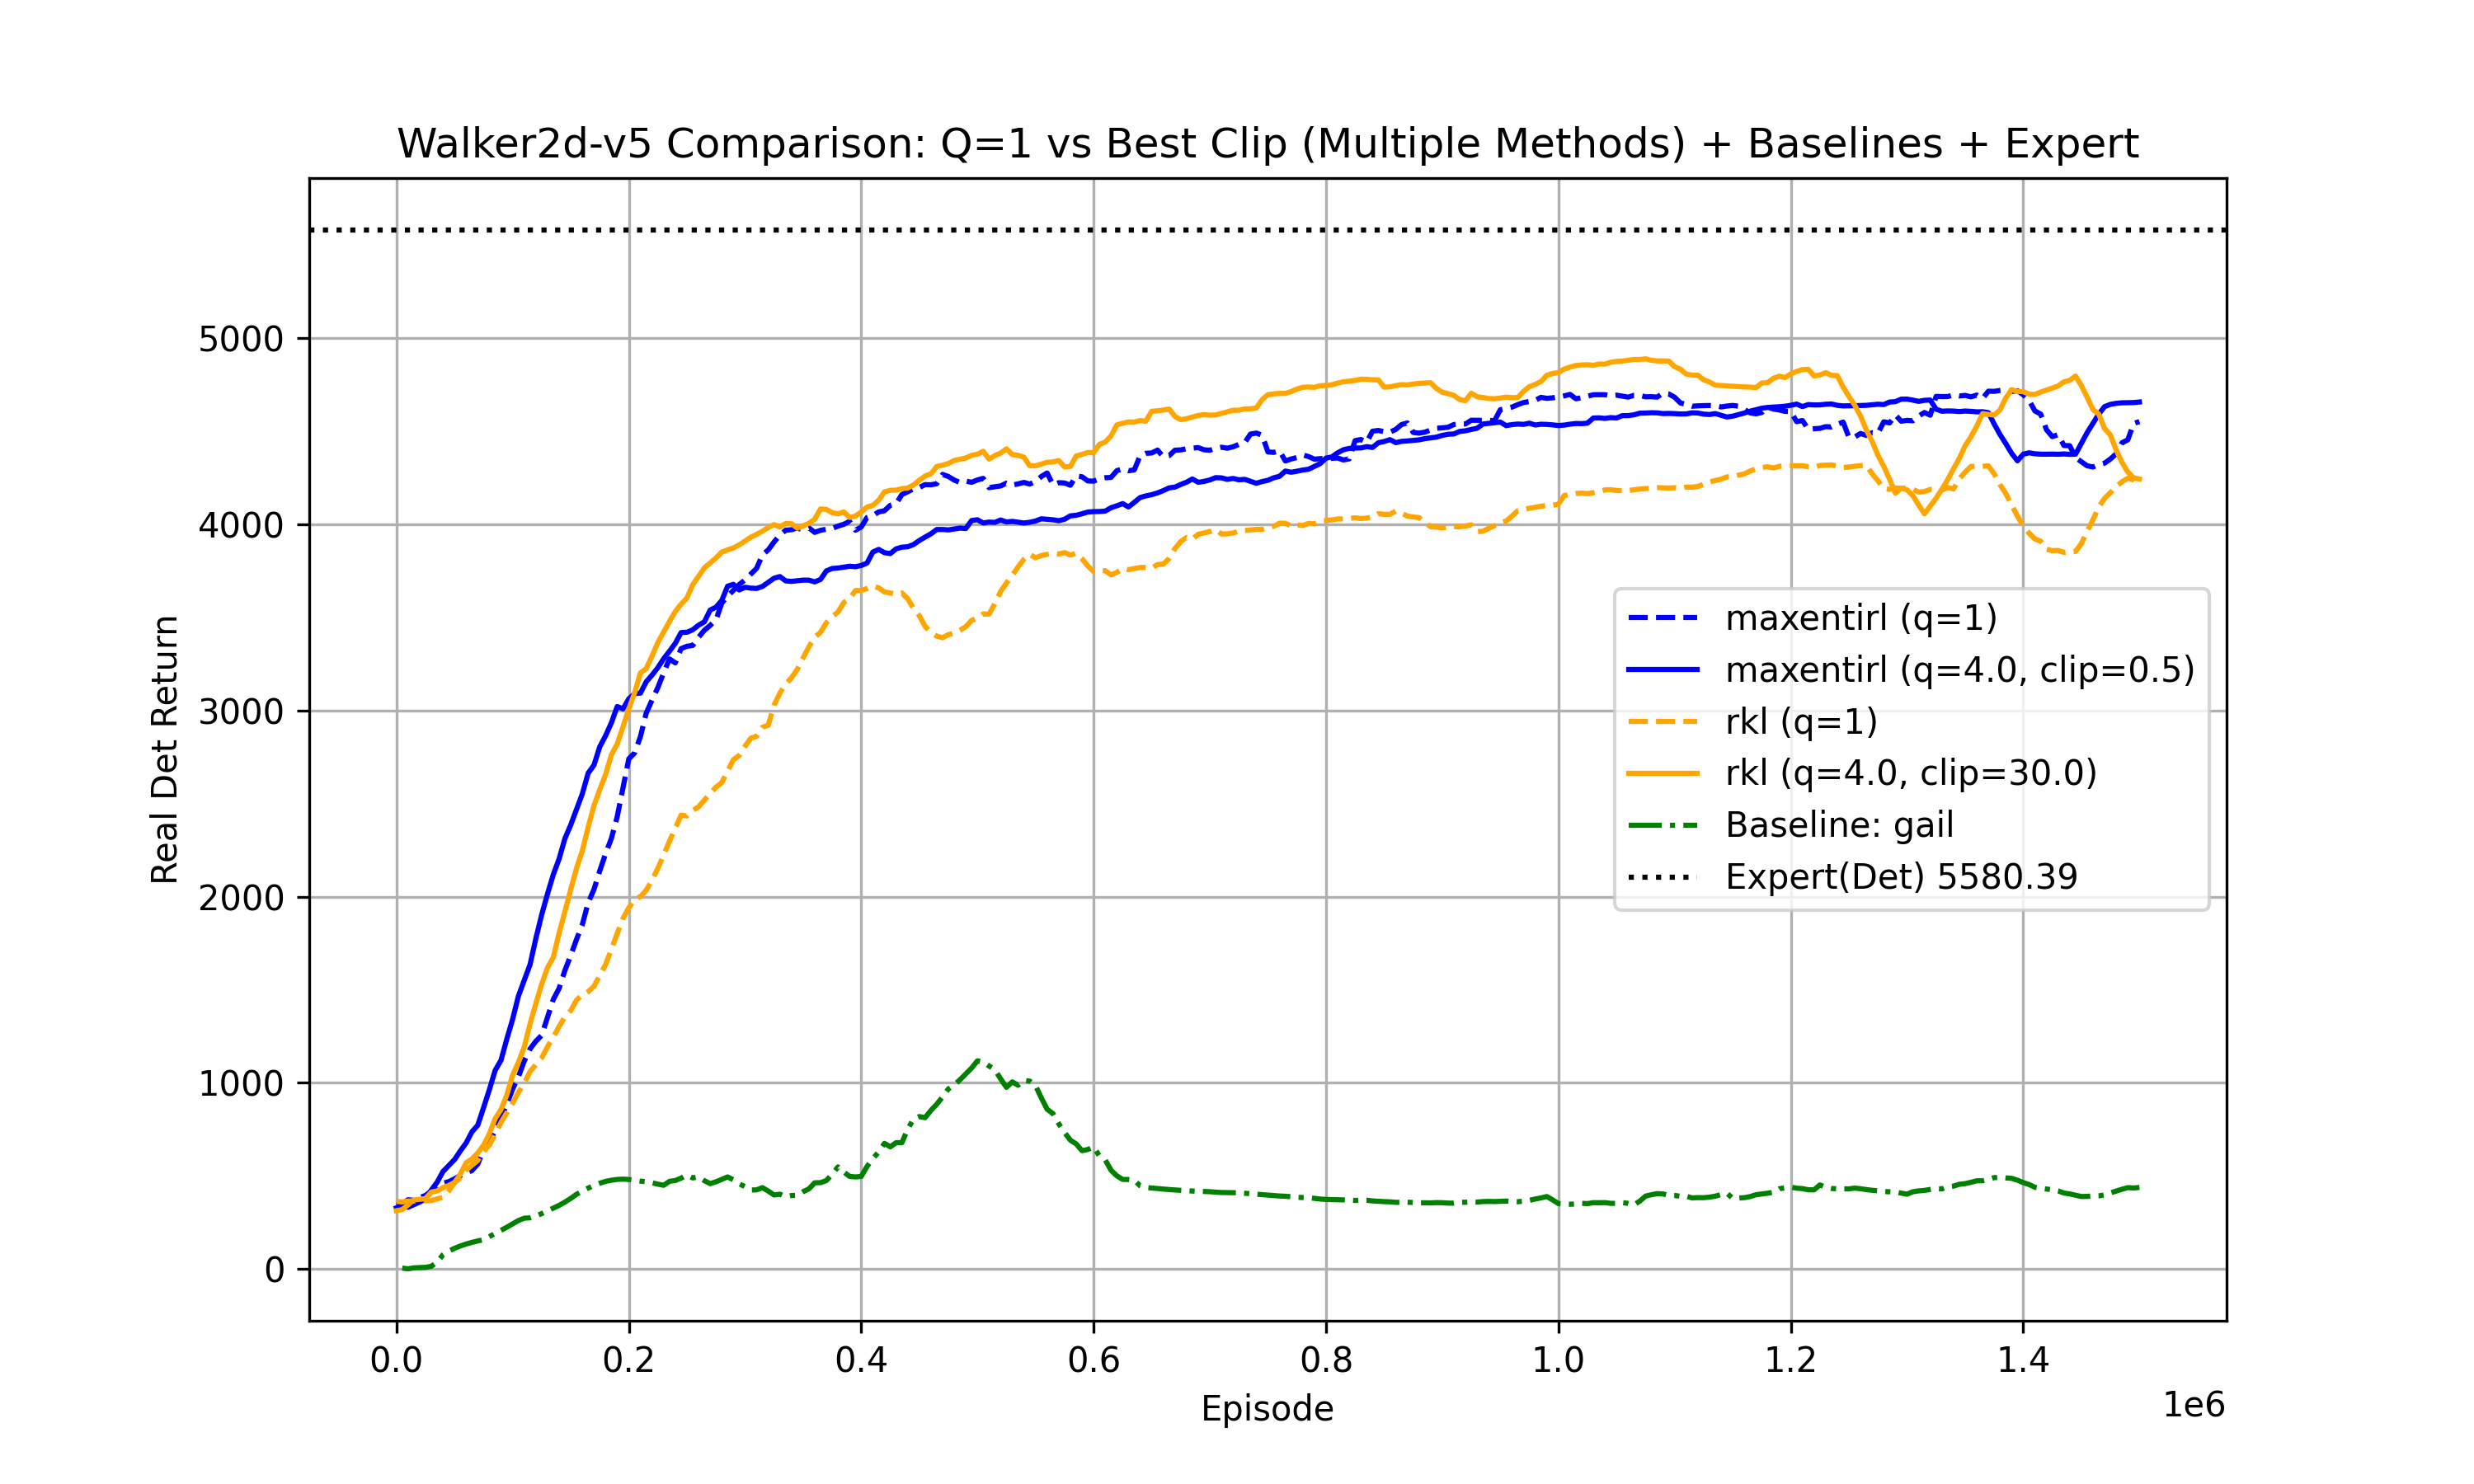 Walker2d-v5 Comparison: Q=1 vs Best Clip (Multiple Methods) + Baselines + Expert
Real Det Return
5000
4000
3000
2000
1000
0
maxentirl (q=1)
maxentirl (q=4.0, clip=0.5)
rkl (q=1)
rkl (q=4.0, clip=30.0)
Baseline: gail
Expert(Det) 5580.39
0.0 0.2 0.4 0.6 0.8 1.0 1.2 1.4
1e6
Episode